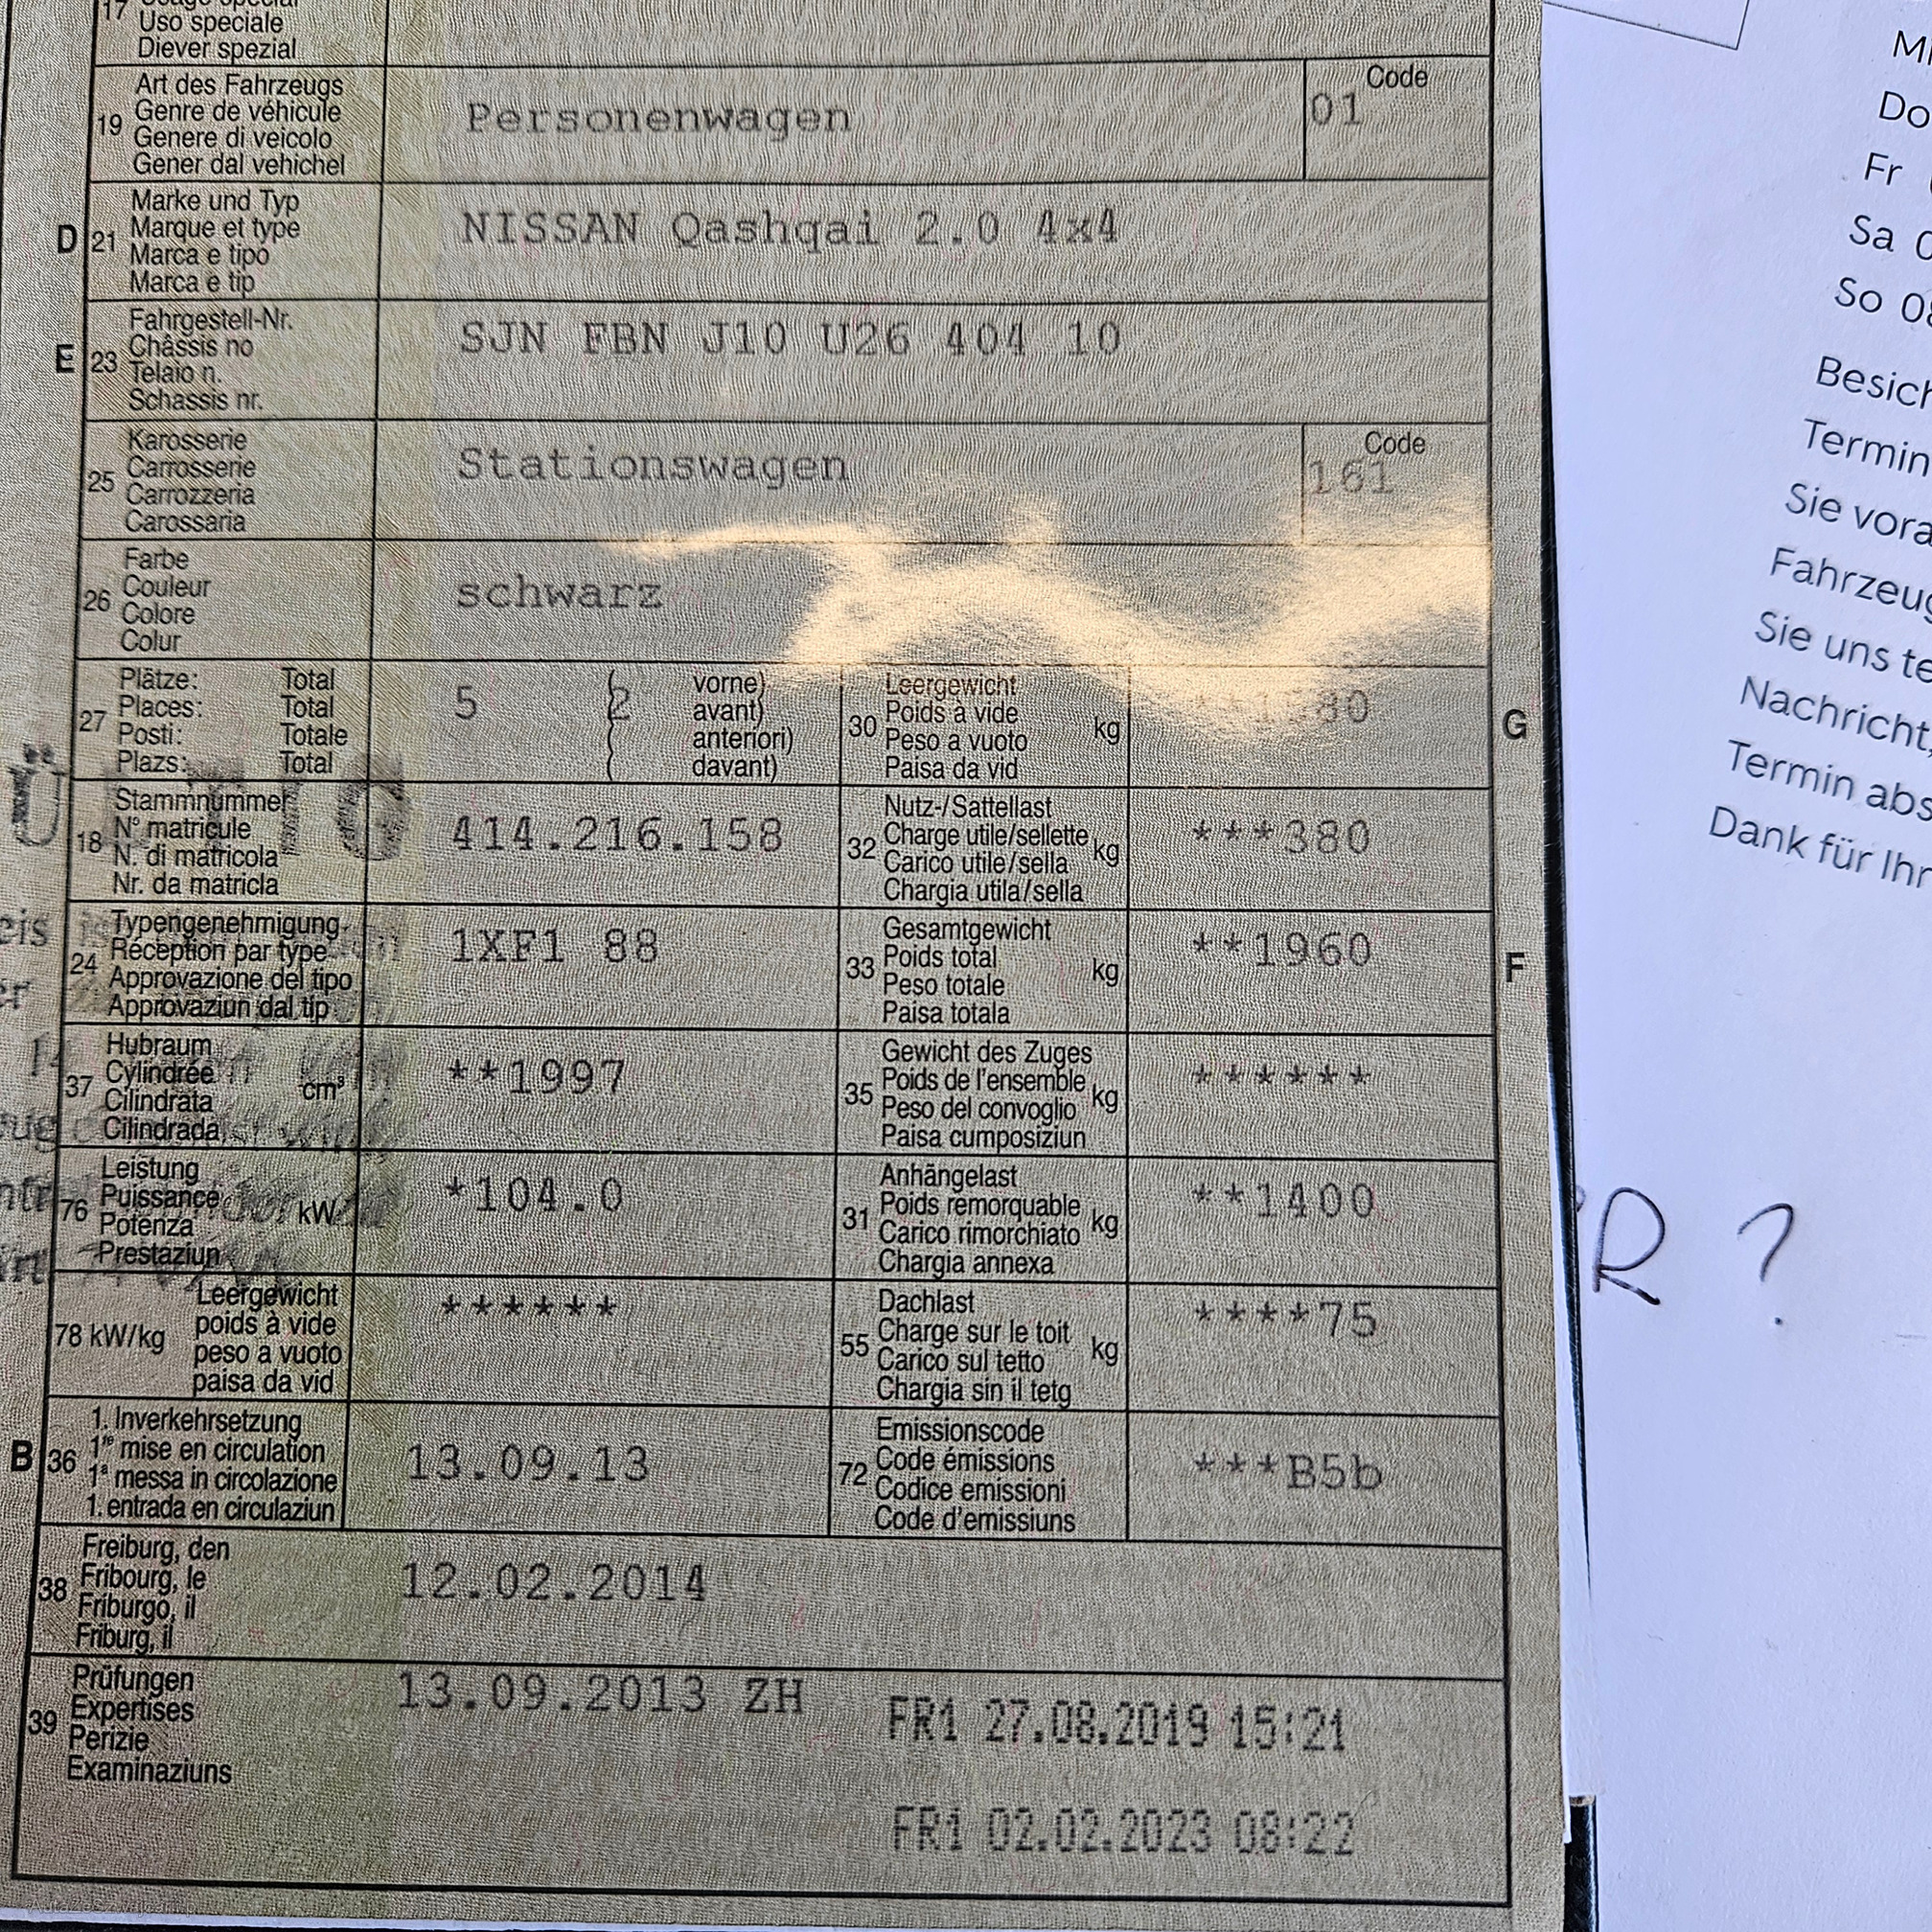 17 Usage spécial
Uso speciale
Diever spezial
19 Art des Fahrzeugs
Genre de véhicule
Genere di veicolo
Gener dal vehichel
Personenwagen
Code
01
D 21 Marke und Typ
Marque et type
Marca e tipo
Marca e tip
NISSAN Qashqai 2.0 4x4
E 23 Fahrgestell-Nr.
Châssis no
Telaio n.
Schassis nr.
SJN FBN J10 U26 404 10
25 Karosserie
Carrosserie
Carrozzeria
Carossaria
Stationswagen
Code
161
26 Farbe
Couleur
Colore
Colur
schwarz
27 Plätze: Total
Places: Total
Posti: Totale
Plazs: Total
5 (2 vorne)
avant)
anteriori)
davant)
30 Leergewicht
Poids à vide
Peso a vuoto
Paisa da vid
kg
G
18 Stammnummer
N° matricule
N. di matricola
Nr. da matricla
414.216.158
32 Nutz-/Sattellast
Charge utile/sellette
Carico utile/sella
Chargia utila/sella
kg
***380
24 Typengenehmigung
Réception par type
Approvazione del tipo
Approvaziun dal tip
1XF1 88
33 Gesamtgewicht
Poids total
Peso totale
Paisa totala
kg
**1960
F
37 Hubraum
Cylindrée
Cilindrata
Cilindrada
cm³
**1997
35 Gewicht des Zuges
Poids de l'ensemble
Peso del convoglio
Paisa cumposiziun
kg
******
76 Leistung
Puissance
Potenza
Prestaziun
kW
*104.0
31 Anhängelast
Poids remorquable
Carico rimorchiato
Chargia annexa
kg
**1400
78 kW/kg
Leergewicht
poids à vide
peso a vuoto
paisa da vid
******
55 Dachlast
Charge sur le toit
Carico sul tetto
Chargia sin il tetg
kg
****75
B 36 1. Inverkehrsetzung
1re mise en circulation
1a messa in circolazione
1. entrada en circulaziun
13.09.13
72 Emissionscode
Code émissions
Codice emissioni
Code d'emissiuns
***B5b
38 Freiburg, den
Fribourg, le
Friburgo, il
Friburg, il
12.02.2014
39 Prüfungen
Expertises
Perizie
Examinaziuns
13.09.2013 ZH
FR1 27.08.2019 15:21
FR1 02.02.2023 08:22
Mi
Do
Fr
Sa 0
So 08
Besich
Termin
Sie vora
Fahrzeug
Sie uns te
Nachricht,
Termin abs
Dank für Ihr
R ?